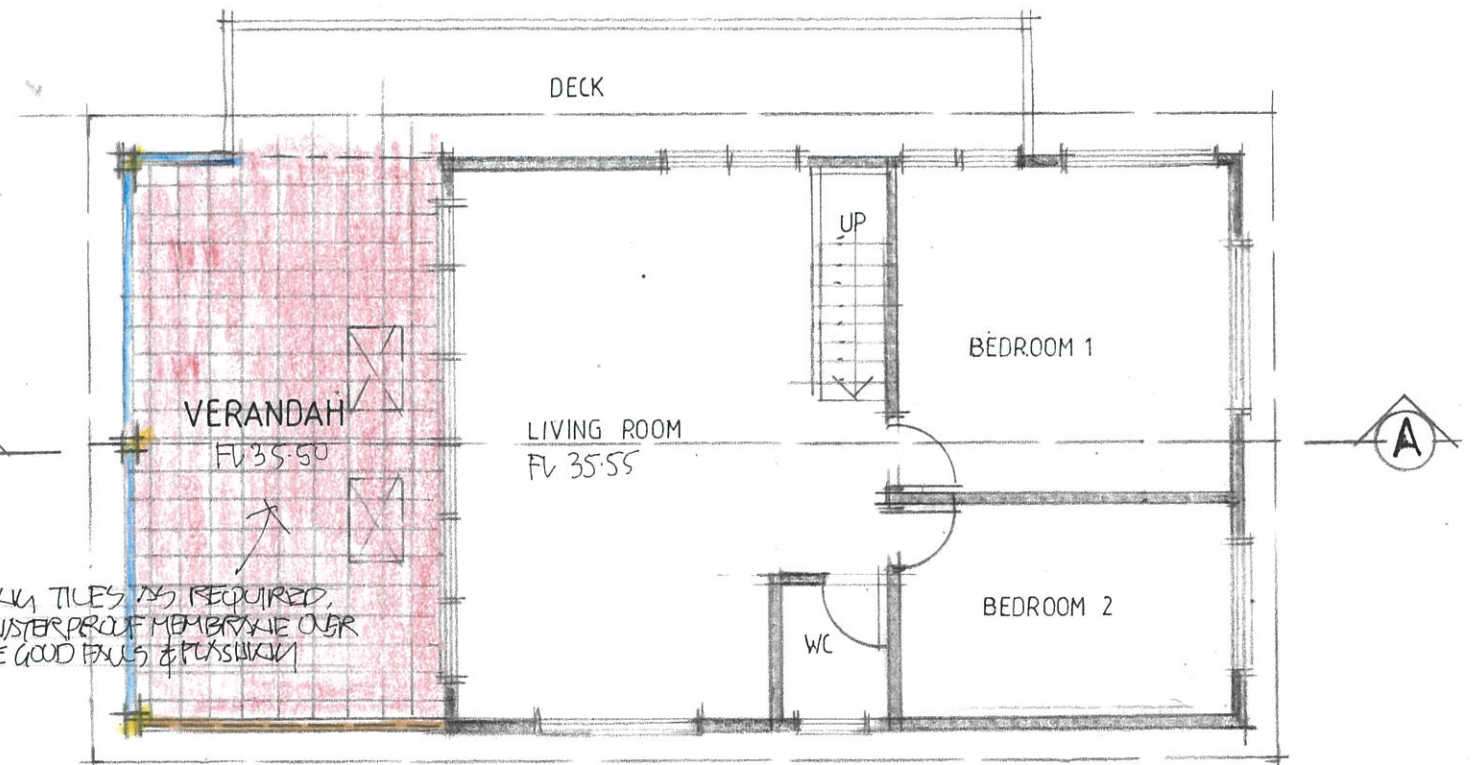 DECK
UP
BEDROOM 1
VERANDAH
FL 35.50
LIVING ROOM
FL 35.55
A
TILES AS REQUIRED,
WATERPROOF MEMBRANE OVER
GOOD FALLS & FLASHING
BEDROOM 2
WC